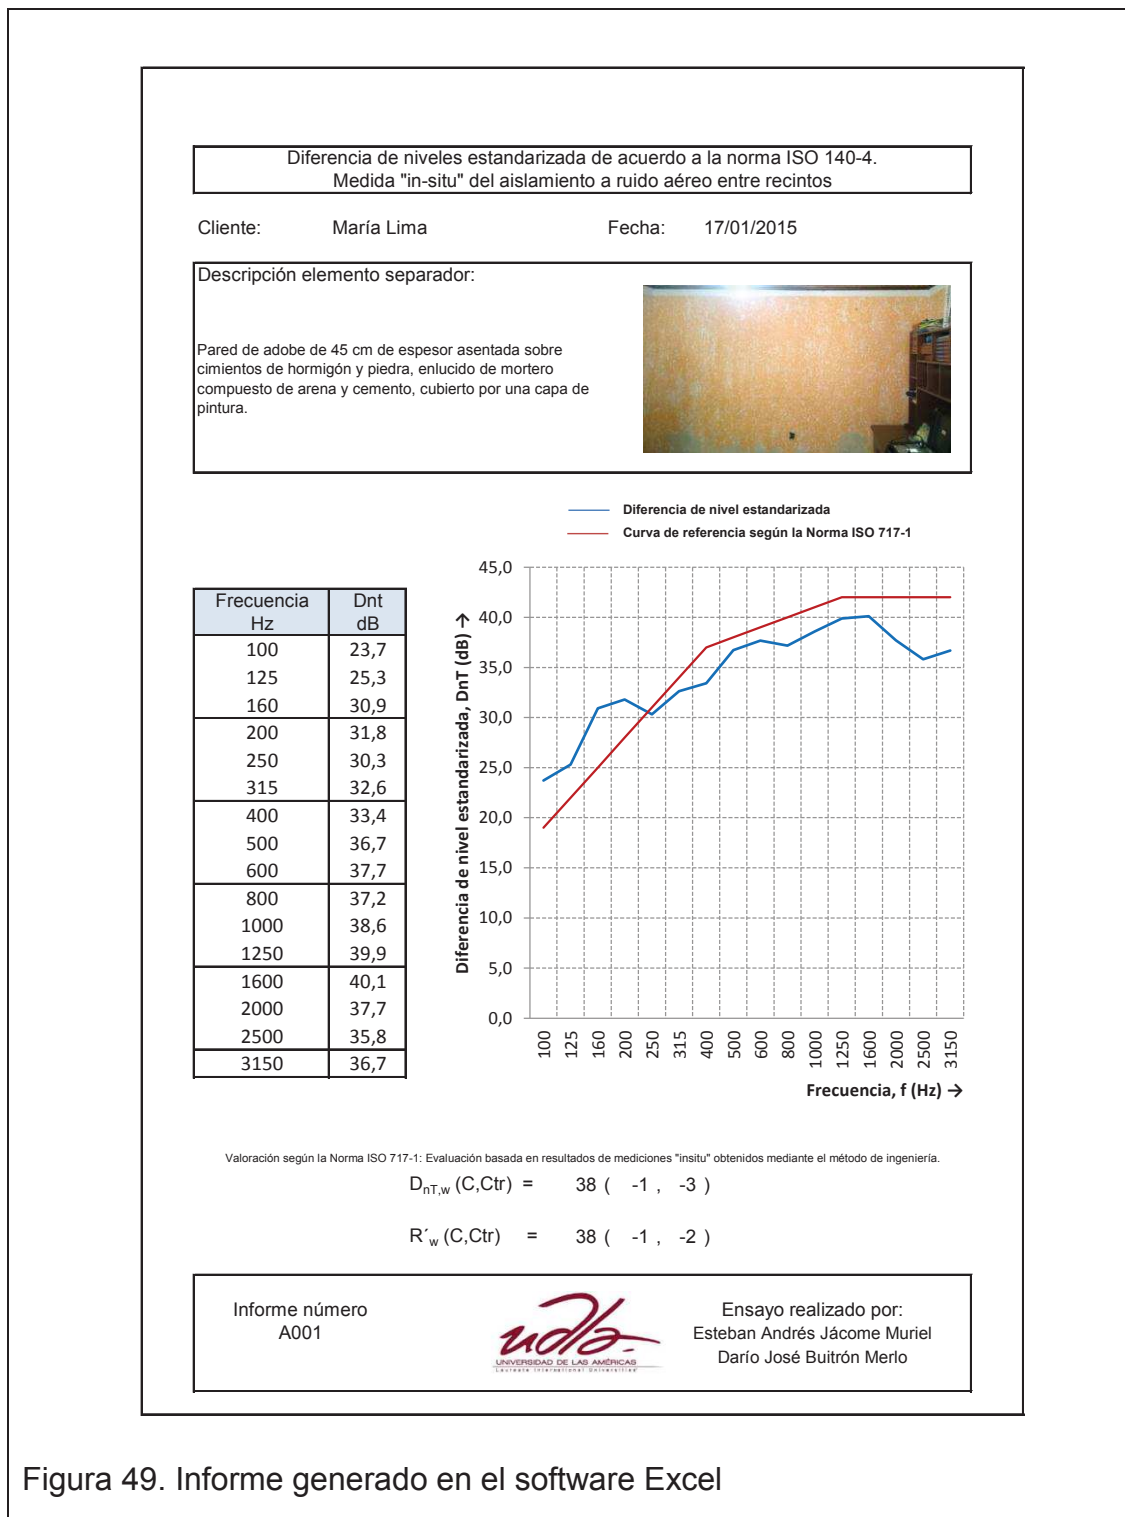 Diferencia de niveles estandarizada de acuerdo a la norma ISO 140-4.
Medida "in-situ" del aislamiento a ruido aéreo entre recintos
Cliente: María Lima Fecha: 17/01/2015
Descripción elemento separador:
Pared de adobe de 45 cm de espesor asentada sobre
cimientos de hormigón y piedra, enlucido de mortero
compuesto de arena y cemento, cubierto por una capa de
pintura.
Diferencia de nivel estandarizada
Curva de referencia según la Norma ISO 717-1
Frecuencia Dnt
Hz dB
100 23,7
125 25,3
160 30,9
200 31,8
250 30,3
315 32,6
400 33,4
500 36,7
600 37,7
800 37,2
1000 38,6
1250 39,9
1600 40,1
2000 37,7
2500 35,8
3150 36,7
Diferencia de nivel estandarizada, DnT (dB) →
45,0
40,0
35,0
30,0
25,0
20,0
15,0
10,0
5,0
0,0
100 125 160 200 250 315 400 500 600 800 1000 1250 1600 2000 2500 3150
Frecuencia, f (Hz) →
Valoración según la Norma ISO 717-1: Evaluación basada en resultados de mediciones "insitu" obtenidos mediante el método de ingeniería.
DnT,w (C,Ctr) = 38 ( -1 , -3 )
R´w (C,Ctr) = 38 ( -1 , -2 )
Informe número
A001
udla
UNIVERSIDAD DE LAS AMÉRICAS
Laureate International Universities
Ensayo realizado por:
Esteban Andrés Jácome Muriel
Darío José Buitrón Merlo
Figura 49. Informe generado en el software Excel